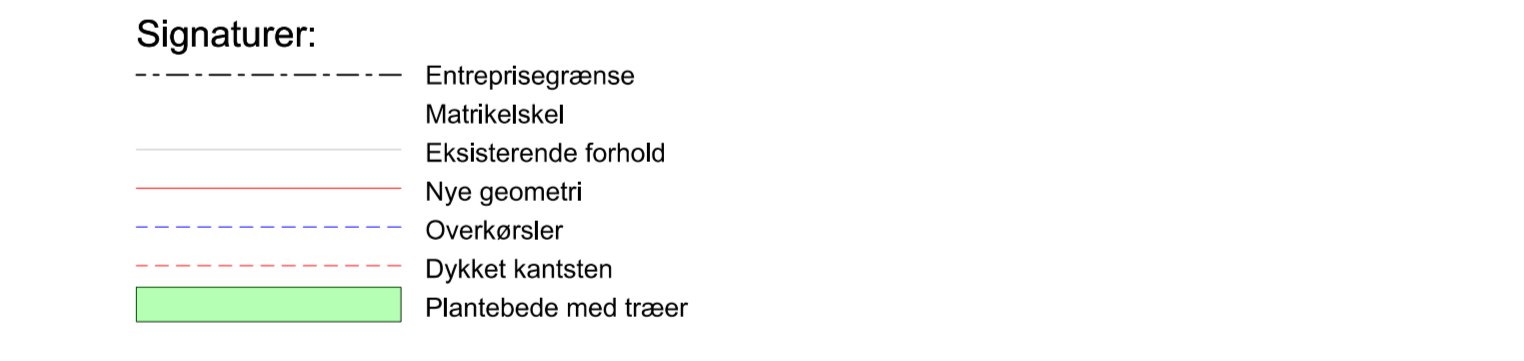 Signaturer:
Entreprisegrænse
Matrikelskel
Eksisterende forhold
Nye geometri
Overkørsler
Dykket kantsten
Plantebede med træer